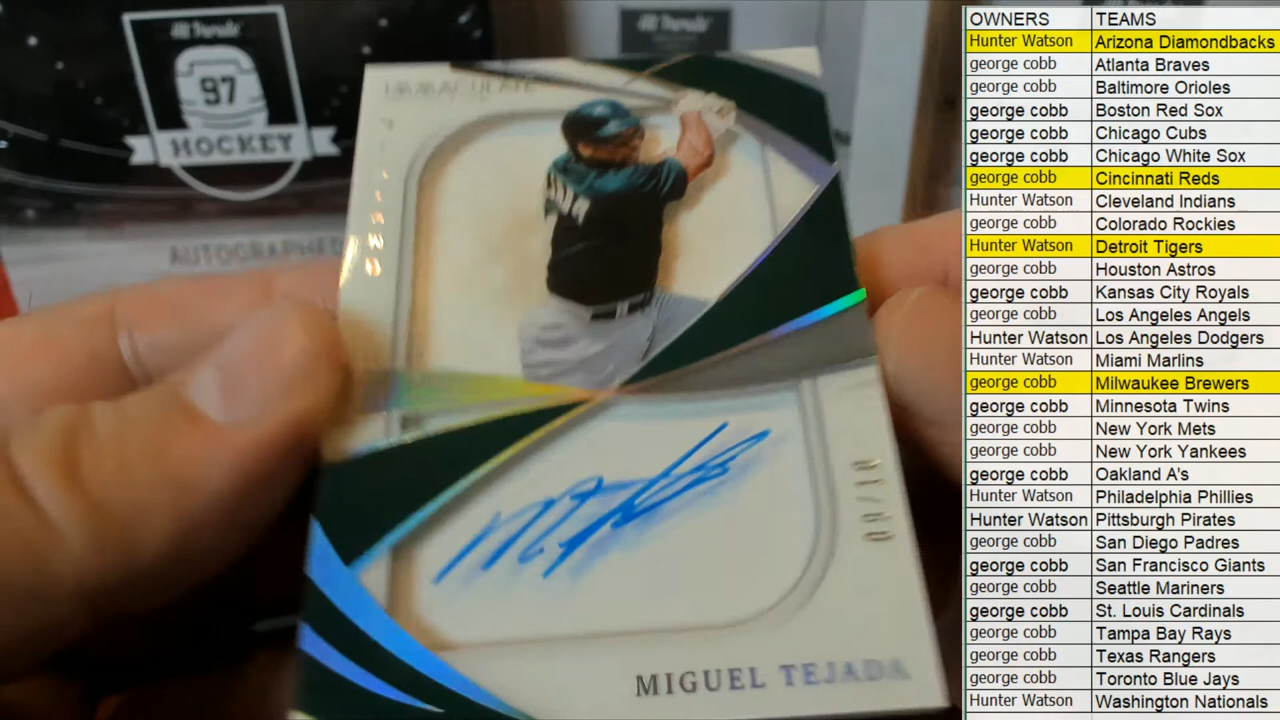 97
HOCKEY
AUTOGRAPHED
IMMACULATE
MIGUEL TEJADA
OWNERS TEAMS
Hunter Watson Arizona Diamondbacks
george cobb Atlanta Braves
george cobb Baltimore Orioles
george cobb Boston Red Sox
george cobb Chicago Cubs
george cobb Chicago White Sox
george cobb Cincinnati Reds
Hunter Watson Cleveland Indians
george cobb Colorado Rockies
Hunter Watson Detroit Tigers
george cobb Houston Astros
george cobb Kansas City Royals
george cobb Los Angeles Angels
Hunter Watson Los Angeles Dodgers
Hunter Watson Miami Marlins
george cobb Milwaukee Brewers
george cobb Minnesota Twins
george cobb New York Mets
george cobb New York Yankees
george cobb Oakland A's
Hunter Watson Philadelphia Phillies
Hunter Watson Pittsburgh Pirates
george cobb San Diego Padres
george cobb San Francisco Giants
george cobb Seattle Mariners
george cobb St. Louis Cardinals
george cobb Tampa Bay Rays
george cobb Texas Rangers
george cobb Toronto Blue Jays
Hunter Watson Washington Nationals